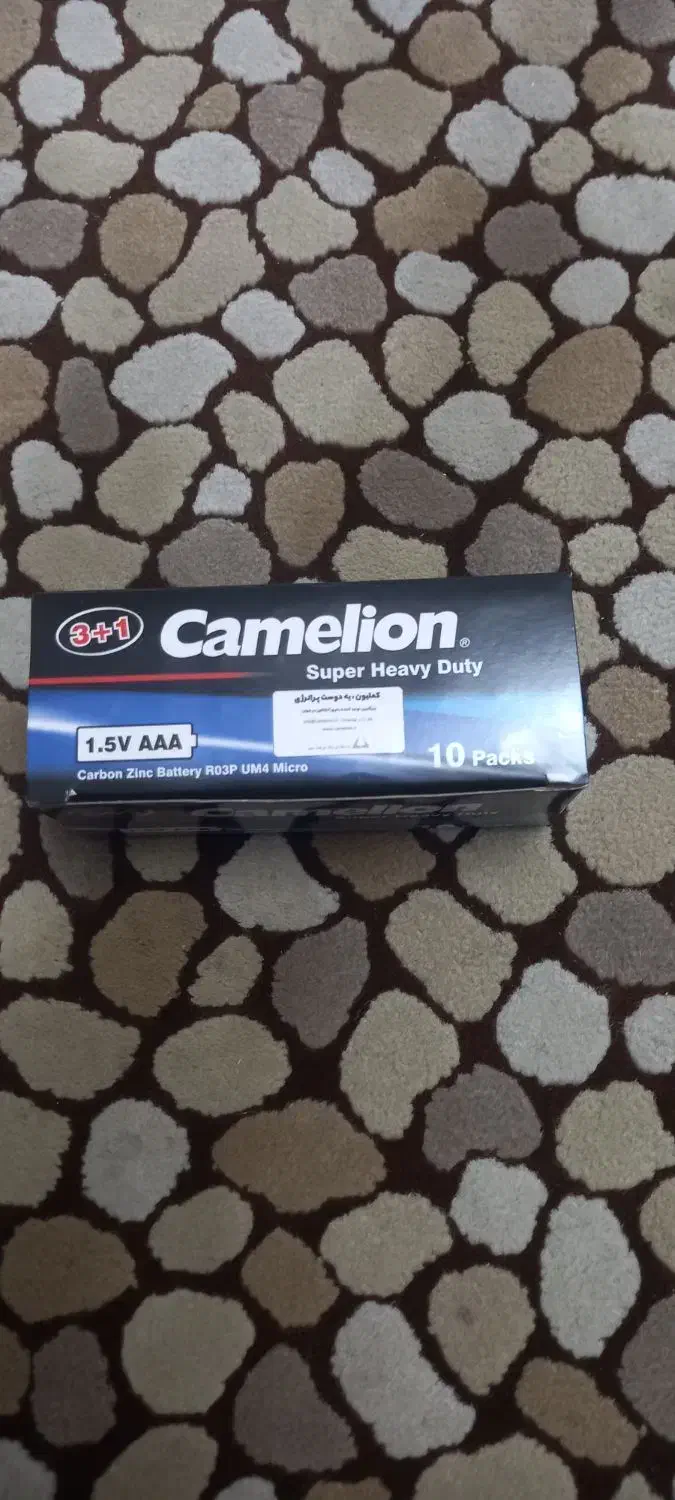 3+1
Camelion®
Super Heavy Duty
کملیون، یه دوست پرانرژی
1.5V AAA
10 Packs
Carbon Zinc Battery R03P UM4 Micro
Camelion